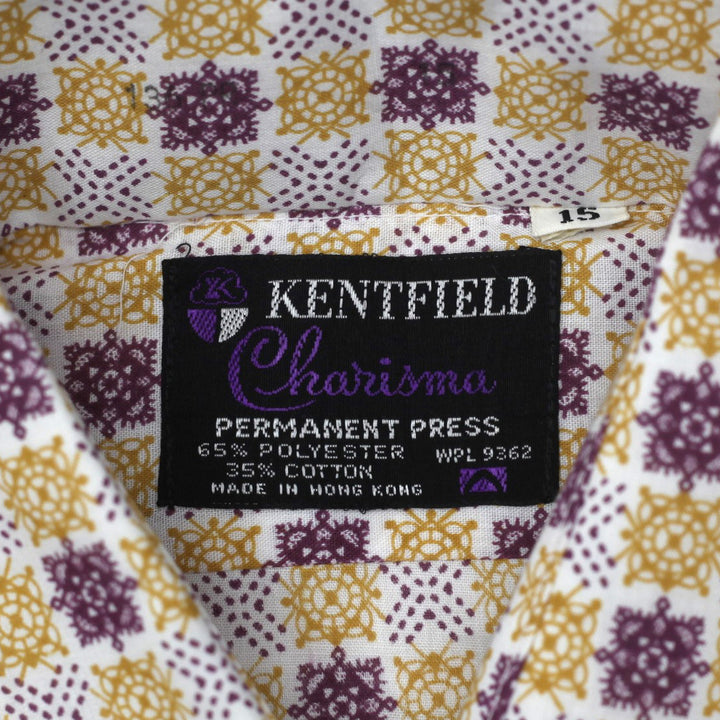 15
KENTFIELD
Charisma
PERMANENT PRESS
65% POLYESTER WPL 9362
35% COTTON
MADE IN HONG KONG